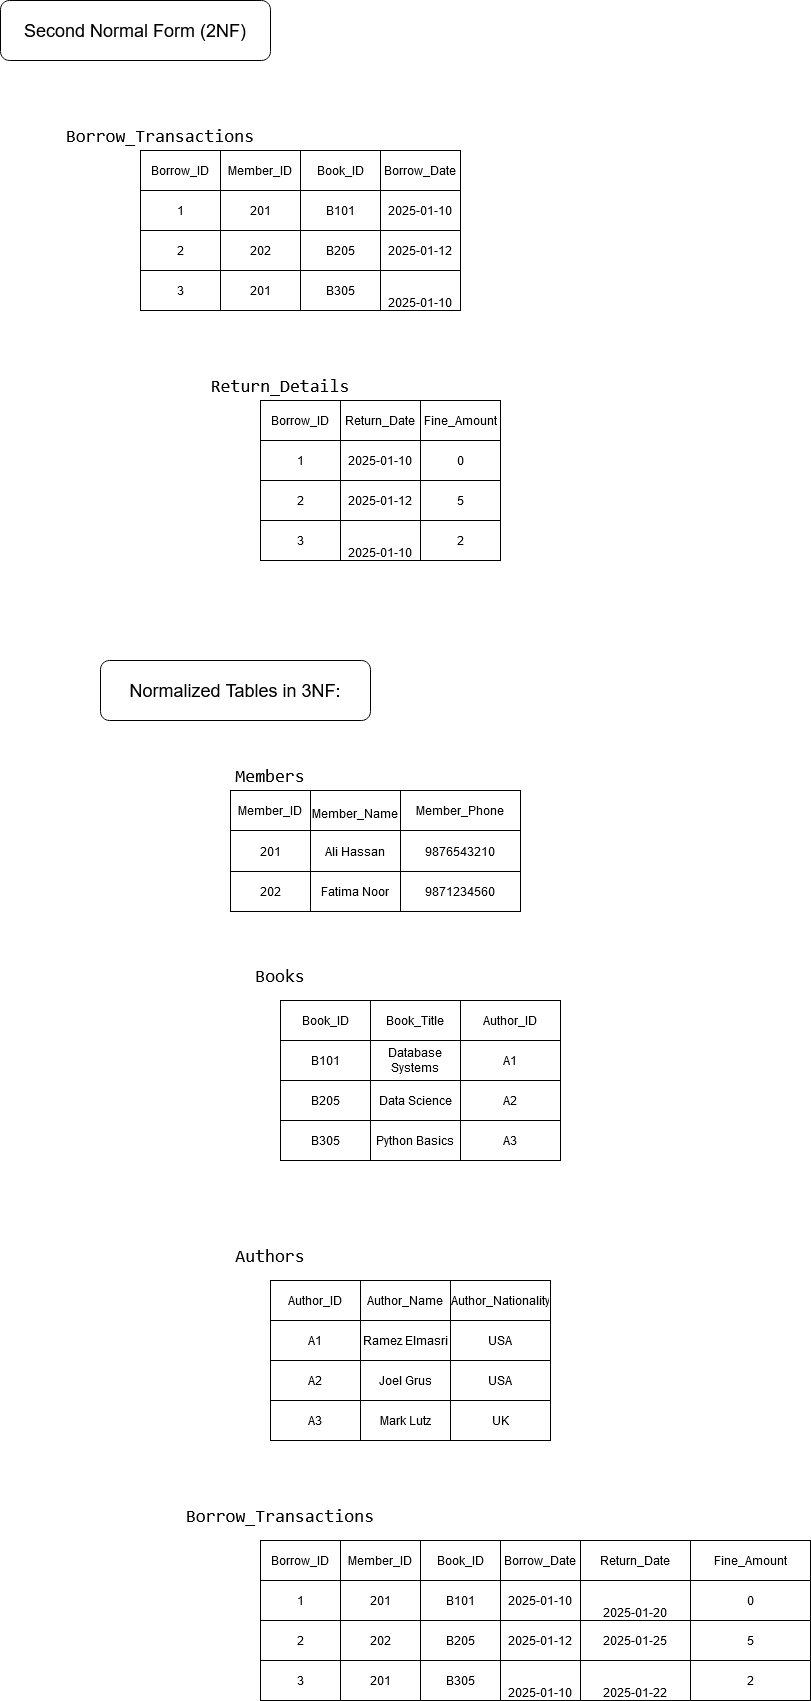 Second Normal Form (2NF)
Borrow_Transactions
Borrow_ID Member_ID Book_ID Borrow_Date
1 201 B101 2025-01-10
2 202 B205 2025-01-12
3 201 B305 2025-01-10
Return_Details
Borrow_ID Return_Date Fine_Amount
1 2025-01-10 0
2 2025-01-12 5
3 2025-01-10 2
Normalized Tables in 3NF:
Members
Member_ID Member_Name Member_Phone
201 Ali Hassan 9876543210
202 Fatima Noor 9871234560
Books
Book_ID Book_Title Author_ID
B101 Database Systems A1
B205 Data Science A2
B305 Python Basics A3
Authors
Author_ID Author_Name Author_Nationality
A1 Ramez Elmasri USA
A2 Joel Grus USA
A3 Mark Lutz UK
Borrow_Transactions
Borrow_ID Member_ID Book_ID Borrow_Date Return_Date Fine_Amount
1 201 B101 2025-01-10 2025-01-20 0
2 202 B205 2025-01-12 2025-01-25 5
3 201 B305 2025-01-10 2025-01-22 2